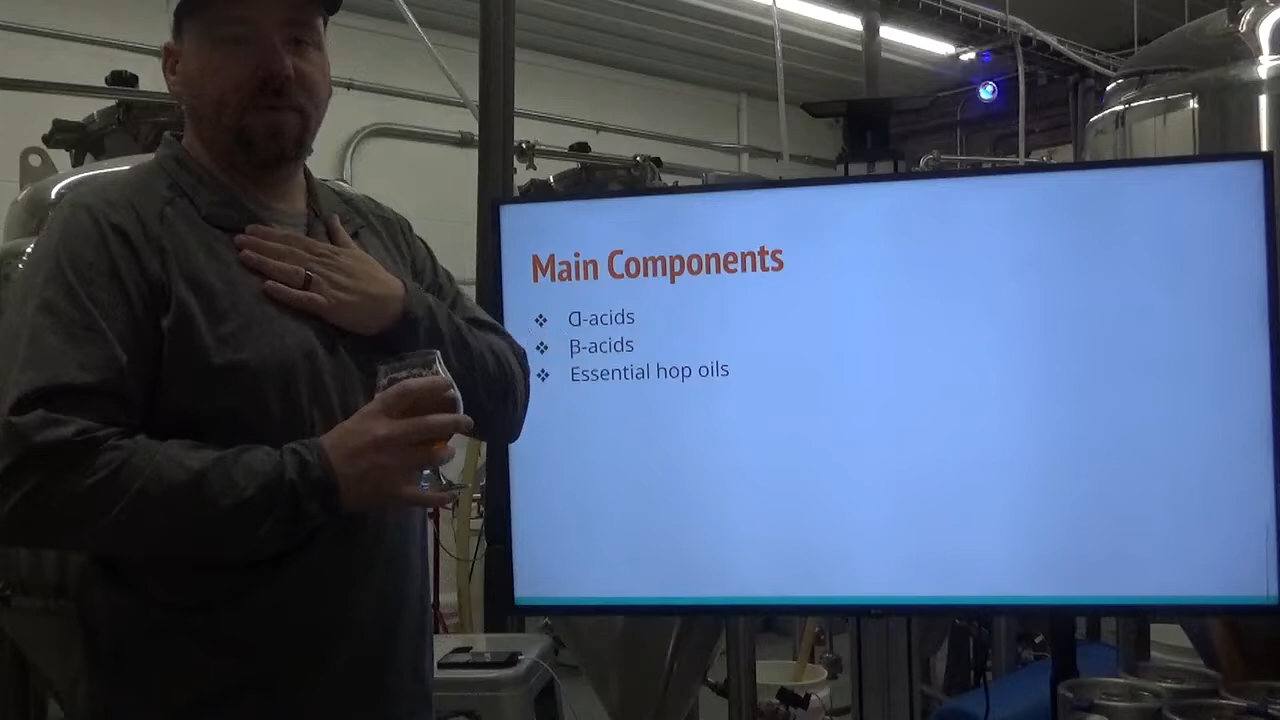 Main Components
❖ α-acids
❖ β-acids
❖ Essential hop oils